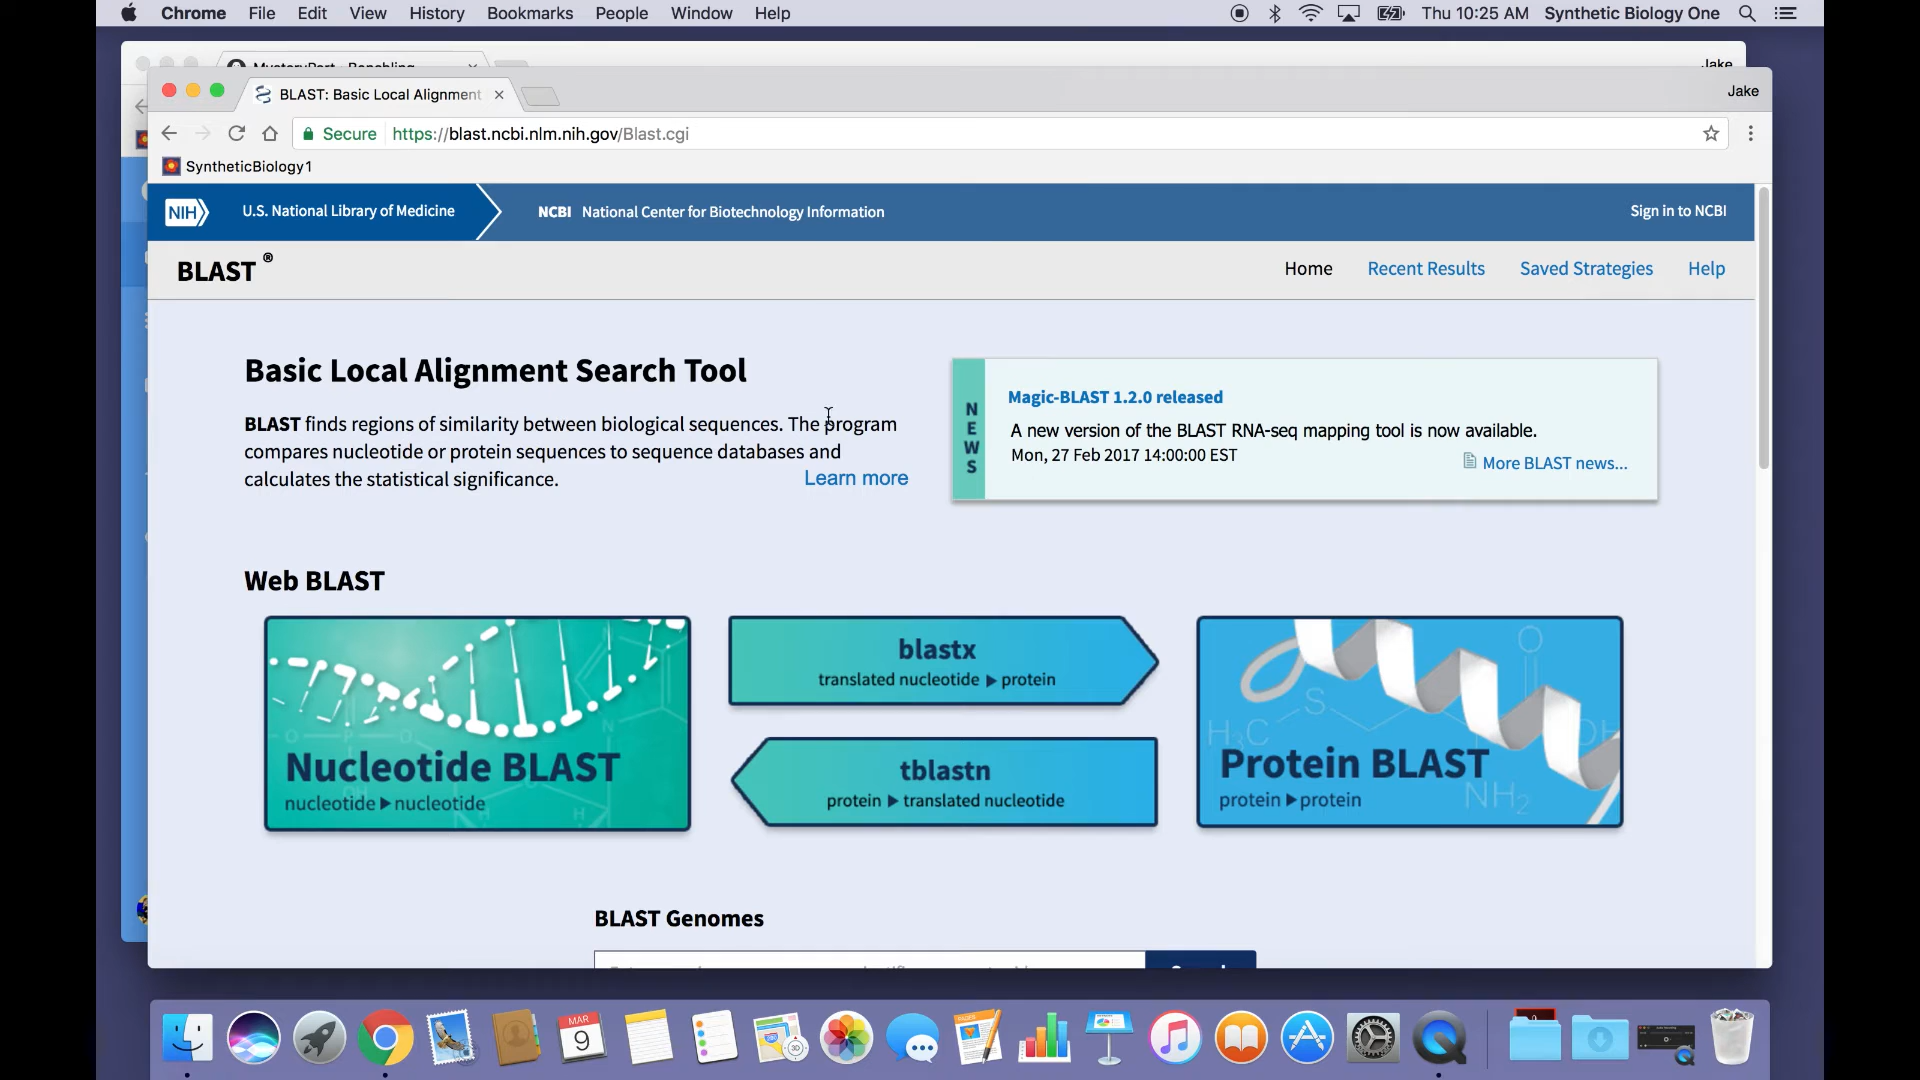 Chrome File Edit View History Bookmarks People Window Help Thu 10:25 AM Synthetic Biology One
Jake
BLAST: Basic Local Alignment Jake
Secure https://blast.ncbi.nlm.nih.gov/Blast.cgi
SyntheticBiology1
NIH U.S. National Library of Medicine NCBI National Center for Biotechnology Information Sign in to NCBI
BLAST ® Home Recent Results Saved Strategies Help
Basic Local Alignment Search Tool
BLAST finds regions of similarity between biological sequences. The program
compares nucleotide or protein sequences to sequence databases and
calculates the statistical significance. Learn more
NEWS
Magic-BLAST 1.2.0 released
A new version of the BLAST RNA-seq mapping tool is now available.
Mon, 27 Feb 2017 14:00:00 EST
More BLAST news...
Web BLAST
Nucleotide BLAST
nucleotide ▶ nucleotide
blastx
translated nucleotide ▶ protein
tblastn
protein ▶ translated nucleotide
H₃C S O OH NH₂
Protein BLAST
protein ▶ protein
BLAST Genomes
MAR
9